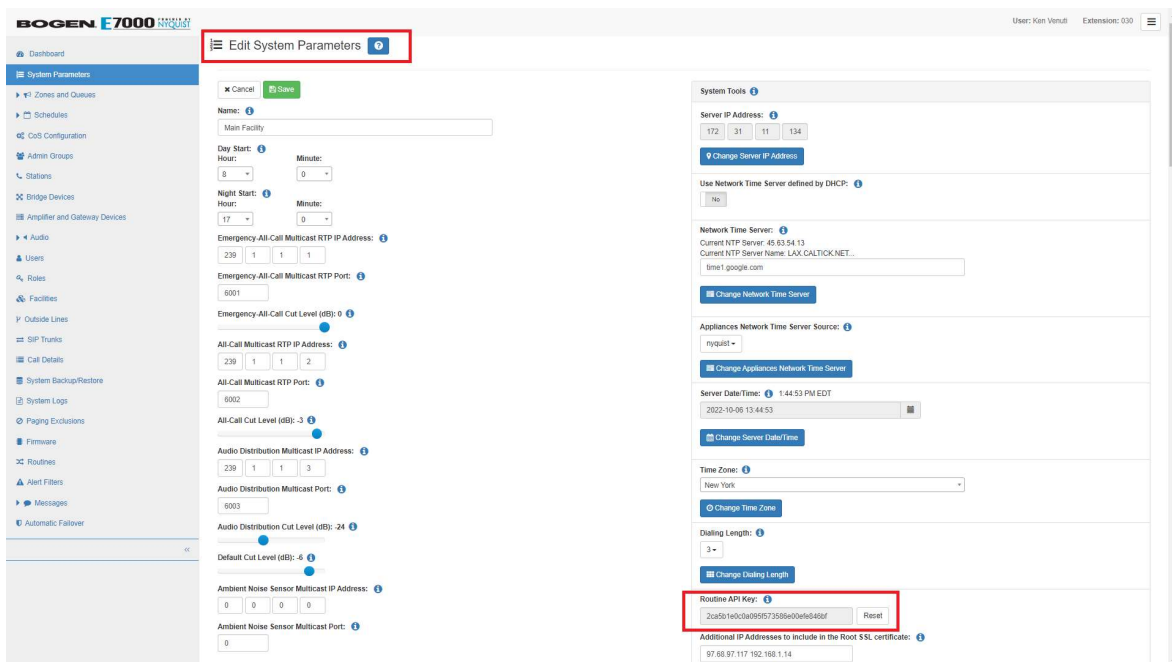 BOGEN. E7000 POWERED BY NYQUIST
User: Ken Venuti Extension: 030
Dashboard
System Parameters
Zones and Queues
Schedules
CoS Configuration
Admin Groups
Stations
Bridge Devices
Amplifier and Gateway Devices
Audio
Users
Roles
Facilities
Outside Lines
SIP Trunks
Call Details
System Backup/Restore
System Logs
Paging Exclusions
Firmware
Routines
Alert Filters
Messages
Automatic Failover
Edit System Parameters
Cancel Save
Name:
Main Facility
Day Start:
Hour: Minute:
8 0
Night Start:
Hour: Minute:
17 0
Emergency-All-Call Multicast RTP IP Address:
239 1 1 1
Emergency-All-Call Multicast RTP Port:
6001
Emergency-All-Call Cut Level (dB): 0
All-Call Multicast RTP IP Address:
239 1 1 2
All-Call Multicast RTP Port:
6002
All-Call Cut Level (dB): -3
Audio Distribution Multicast IP Address:
239 1 1 3
Audio Distribution Multicast Port:
6003
Audio Distribution Cut Level (dB): -24
Default Cut Level (dB): -6
Ambient Noise Sensor Multicast IP Address:
0 0 0 0
Ambient Noise Sensor Multicast Port:
0
System Tools
Server IP Address:
172 31 11 134
Change Server IP Address
Use Network Time Server defined by DHCP:
No
Network Time Server:
Current NTP Server: 45.63.54.13
Current NTP Server Name: LAX.CALTICK.NET...
time1.google.com
Change Network Time Server
Appliances Network Time Server Source:
nyquist
Change Appliances Network Time Server
Server Date/Time: 1:44:53 PM EDT
2022-10-06 13:44:53
Change Server Date/Time
Time Zone:
New York
Change Time Zone
Dialing Length:
3
Change Dialing Length
Routine API Key:
2ca5b1e0c0a095f573586e00efe846bf Reset
Additional IP Addresses to include in the Root SSL certificate:
97.68.97.117 192.168.1.14